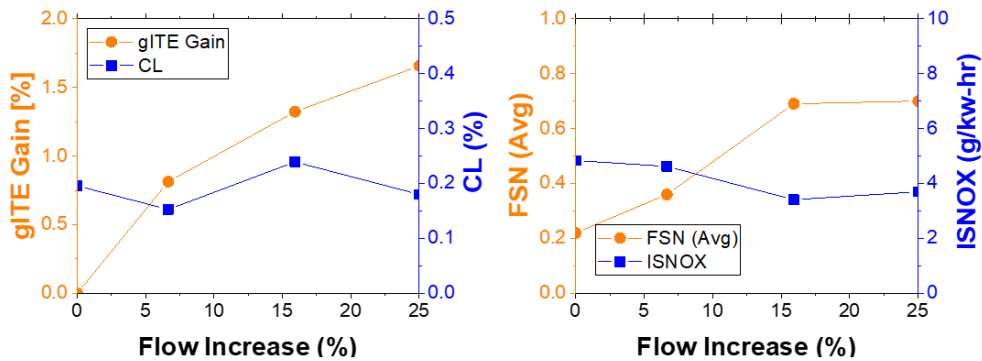 gITE Gain [%]
2.0
1.5
1.0
0.5
0.0
gITE Gain
CL
0.5
0.4
0.3
0.2
0.1
0.0
CL (%)
0 5 10 15 20 25
Flow Increase (%)
FSN (Avg)
1.0
0.8
0.6
0.4
0.2
0.0
FSN (Avg)
ISNOX
10
8
6
4
2
0
ISNOX (g/kw-hr)
0 5 10 15 20 25
Flow Increase (%)